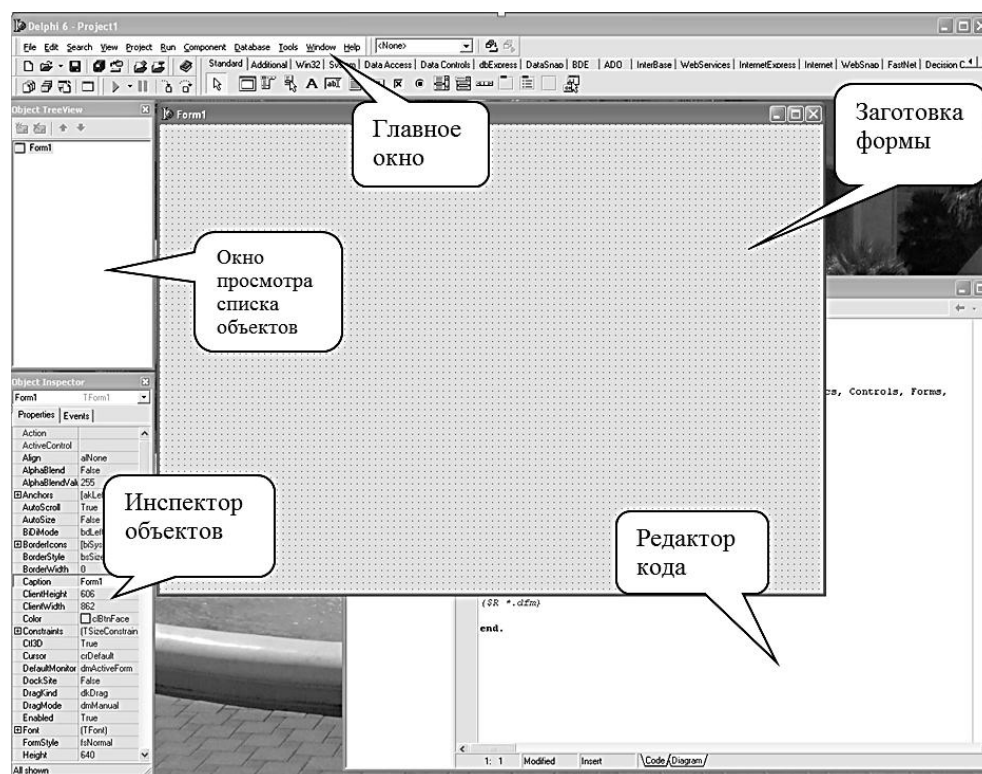 Delphi 6 - Project1
File Edit Search View Project Run Component Database Tools Window Help <None>
Standard Additional Win32 System Data Access Data Controls dbExpress DataSnap BDE ADO InterBase WebServices InternetExpress Internet WebSnap FastNet Decision C
Object TreeView
Form1
Form1
Главное
окно
Заготовка
формы
Окно
просмотра
списка
объектов
Object Inspector
Form1 TForm1
Properties Events
Action
ActiveControl
Align alNone
AlphaBlend False
AlphaBlendVal 255
Anchors [akLe
AutoScroll True
AutoSize False
BiDiMode bdLef
BorderIcons [biSys
BorderStyle bsSize
BorderWidth 0
Caption Form1
ClientHeight 606
ClientWidth 862
Color clBtnFace
Constraints (TSizeConstrain
Ctl3D True
Cursor crDefault
DefaultMonitor dmActiveForm
DockSite False
DragKind dkDrag
DragMode dmManual
Enabled True
Font (TFont)
FormStyle fsNormal
Height 640
All shown
Инспектор
объектов
Редактор
кода
cs, Controls, Forms,
{$R *.dfm}
end.
1: 1 Modified Insert \Code/Diagram/